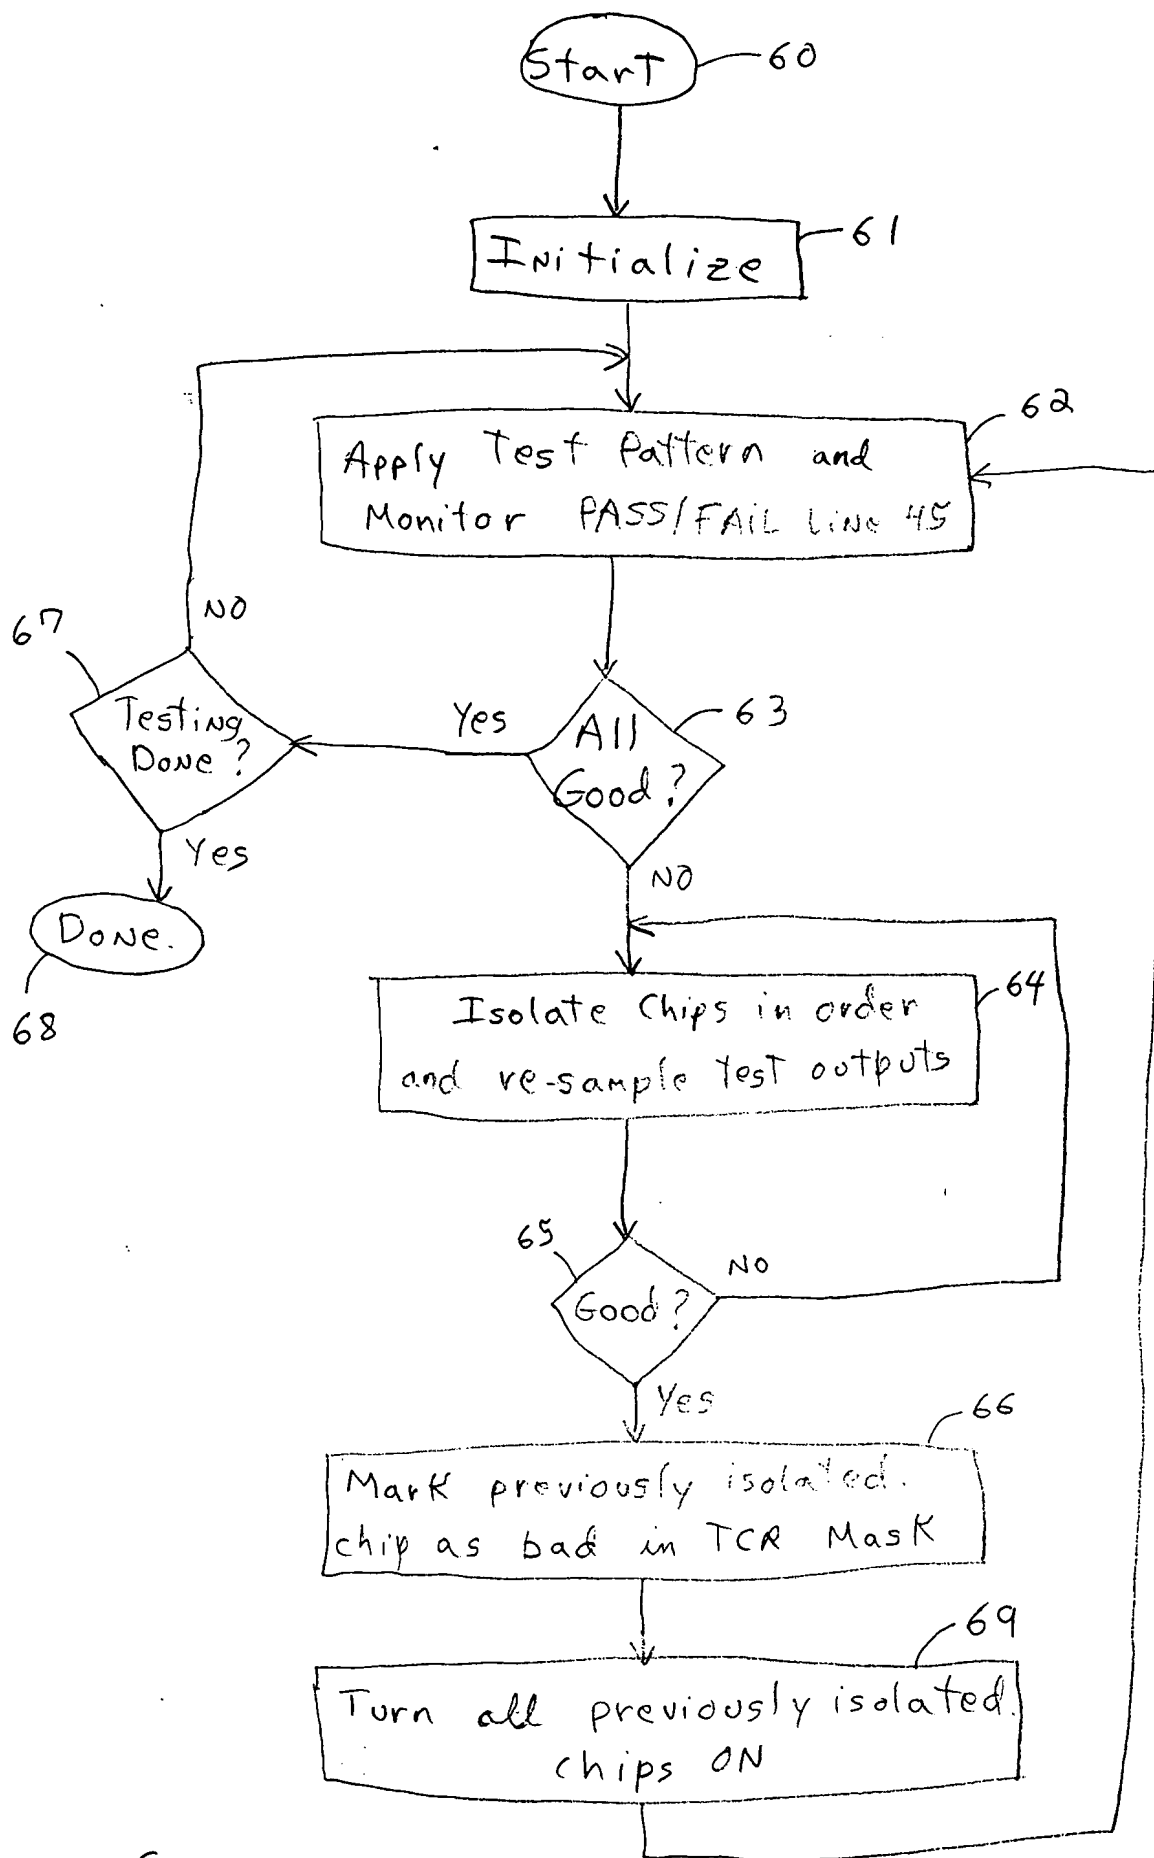 Start
60
Initialize
61
62
Apply Test Pattern and
Monitor PASS/FAIL Line 45
NO
67
Testing
Done?
Yes
All
Good?
63
Yes
Done.
68
NO
Isolate Chips in order
and re-sample Test outputs
64
65
Good?
NO
Yes
66
Mark previously isolated.
chip as bad in TCR Mask
69
Turn all previously isolated.
chips ON